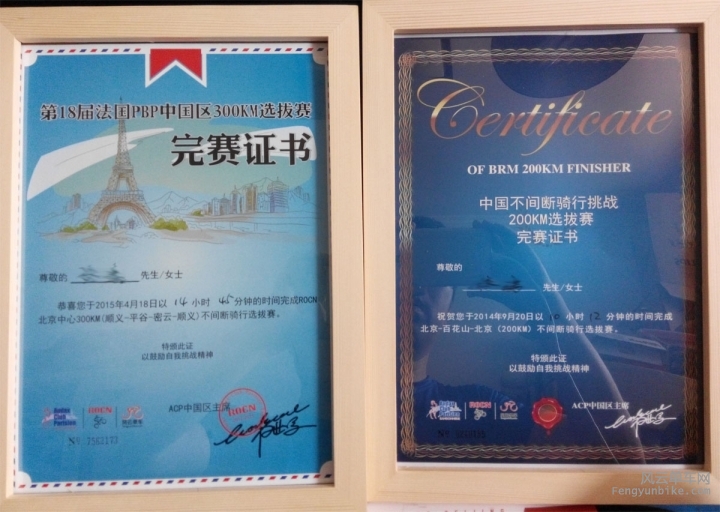 第18届法国PBP中国区300KM选拔赛
完赛证书
尊敬的
先生/女士
恭喜您于2015年4月18日以 14 小时 45 分钟的时间完成ROCN
北京中心300KM(顺义-平谷-密云-顺义)不间断骑行选拔赛。
特颁此证
以鼓励自我挑战精神
ROCN
ACP中国区主席
ROCN
Certificate
OF BRM 200KM FINISHER
中国不间断骑行挑战
200KM选拔赛
完赛证书
尊敬的
先生/女士
祝贺您于2014年9月20日以 10 小时 12 分钟的时间完成
北京-百花山-北京（200KM）不间断骑行选拔赛。
特颁此证
以鼓励自我挑战精神
ROCN
ACP中国区主席
风云单车网
Fengyunbike.com